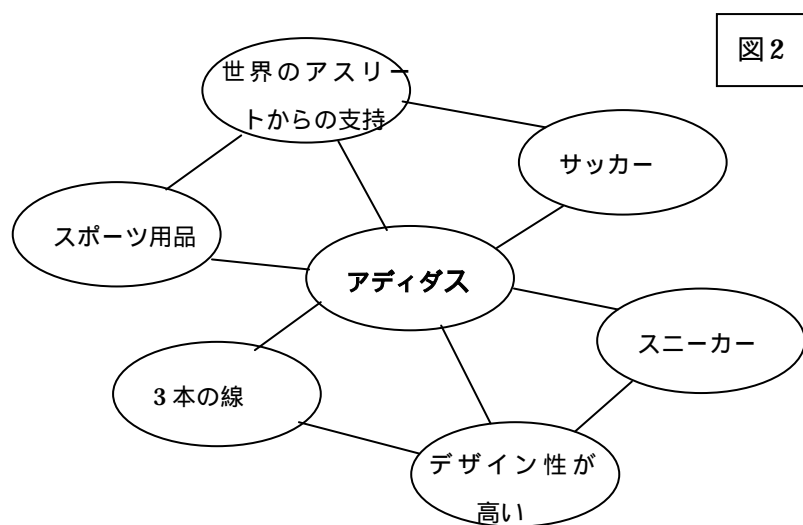 図2
世界のアスリー
トからの支持
サッカー
スポーツ用品
アディダス
スニーカー
3本の線
デザイン性が
高い